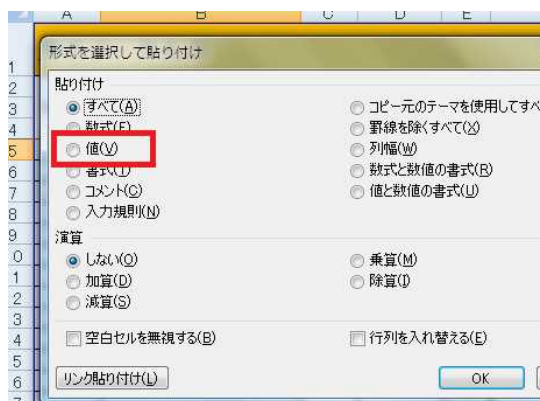 A B C D E
形式を選択して貼り付け
貼り付け
すべて(A)
数式(F)
値(V)
書式(T)
コメント(C)
入力規則(N)
コピー元のテーマを使用してすべ
罫線を除くすべて(X)
列幅(W)
数式と数値の書式(R)
値と数値の書式(U)
演算
しない(O)
加算(D)
減算(S)
乗算(M)
除算(I)
空白セルを無視する(B)
行列を入れ替える(E)
リンク貼り付け(L)
OK
1
2
3
4
5
6
7
8
9
0
1
2
3
4
5
6